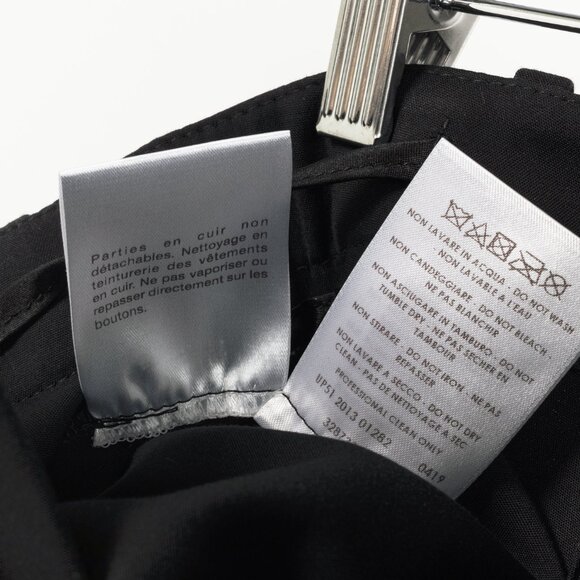 Parties en cuir non
détachables. Nettoyage en
teinturerie des vêtements
en cuir. Ne pas vaporiser ou
repasser directement sur les
boutons.
NON LAVARE IN ACQUA - DO NOT WASH
NON LAVABLE A L'EAU
NON CANDEGGIARE - DO NOT BLEACH -
NE PAS BLANCHIR
NON ASCIUGARE IN TAMBURO - DO NOT
TUMBLE DRY - NE PAS SECHER EN
TAMBOUR
NON STIRARE - DO NOT IRON - NE PAS
REPASSER
NON LAVARE A SECCO - DO NOT DRY
CLEAN - PAS DE NETTOYAGE A SEC
PROFESSIONAL CLEAN ONLY
UP51 2013 01282
0419